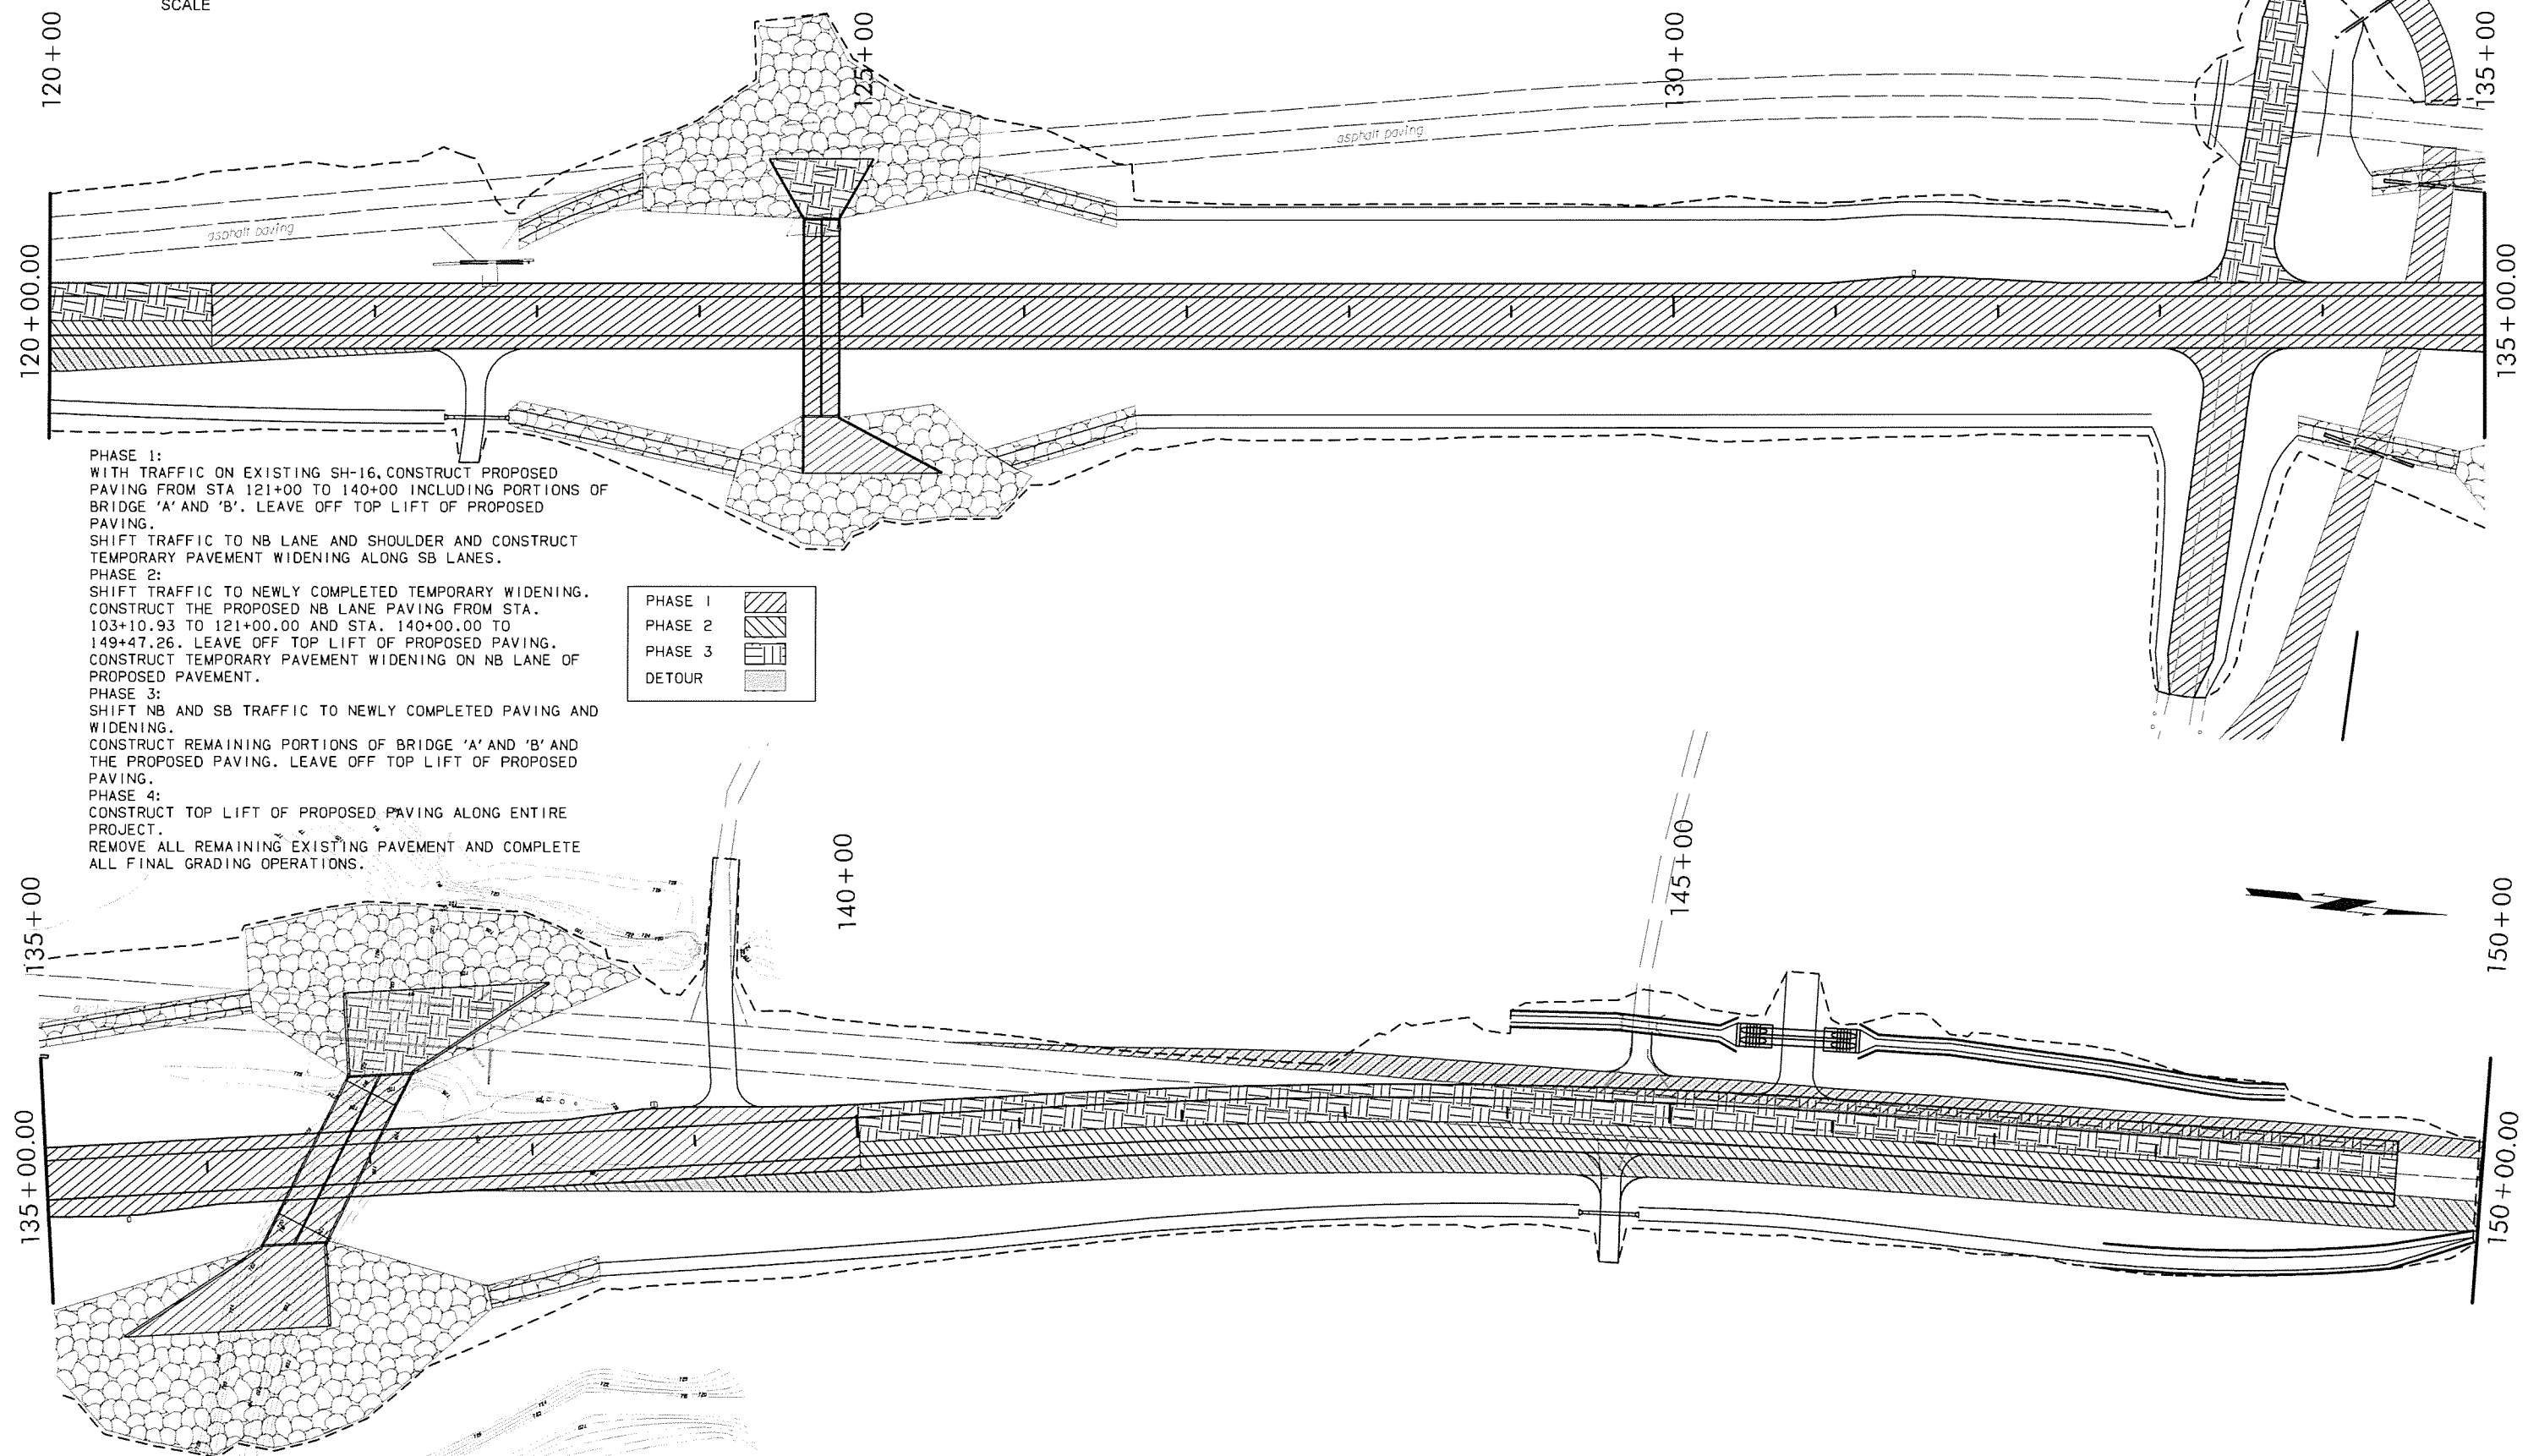 SCALE
120+00
125+00
130+00
135+00
asphalt paving
asphalt paving
120+00.00
135+00.00
PHASE 1:
WITH TRAFFIC ON EXISTING SH-16, CONSTRUCT PROPOSED
PAVING FROM STA 121+00 TO 140+00 INCLUDING PORTIONS OF
BRIDGE 'A' AND 'B'. LEAVE OFF TOP LIFT OF PROPOSED
PAVING.
SHIFT TRAFFIC TO NB LANE AND SHOULDER AND CONSTRUCT
TEMPORARY PAVEMENT WIDENING ALONG SB LANES.
PHASE 2:
SHIFT TRAFFIC TO NEWLY COMPLETED TEMPORARY WIDENING.
CONSTRUCT THE PROPOSED NB LANE PAVING FROM STA.
103+10.93 TO 121+00.00 AND STA. 140+00.00 TO
149+47.26. LEAVE OFF TOP LIFT OF PROPOSED PAVING.
CONSTRUCT TEMPORARY PAVEMENT WIDENING ON NB LANE OF
PROPOSED PAVEMENT.
PHASE 3:
SHIFT NB AND SB TRAFFIC TO NEWLY COMPLETED PAVING AND
WIDENING.
CONSTRUCT REMAINING PORTIONS OF BRIDGE 'A' AND 'B' AND
THE PROPOSED PAVING. LEAVE OFF TOP LIFT OF PROPOSED
PAVING.
PHASE 4:
CONSTRUCT TOP LIFT OF PROPOSED PAVING ALONG ENTIRE
PROJECT.
REMOVE ALL REMAINING EXISTING PAVEMENT AND COMPLETE
ALL FINAL GRADING OPERATIONS.
PHASE 1
PHASE 2
PHASE 3
DETOUR
135+00
140+00
145+00
150+00
135+00.00
150+00.00